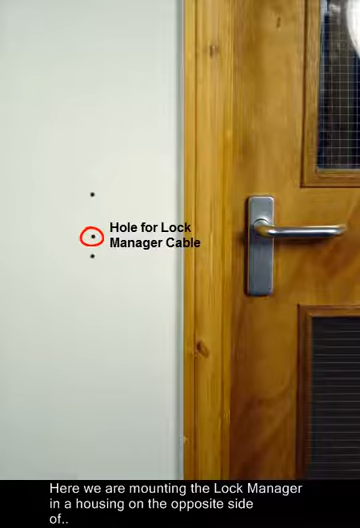 Hole for Lock
Manager Cable
Here we are mounting the Lock Manager
in a housing on the opposite side
of..